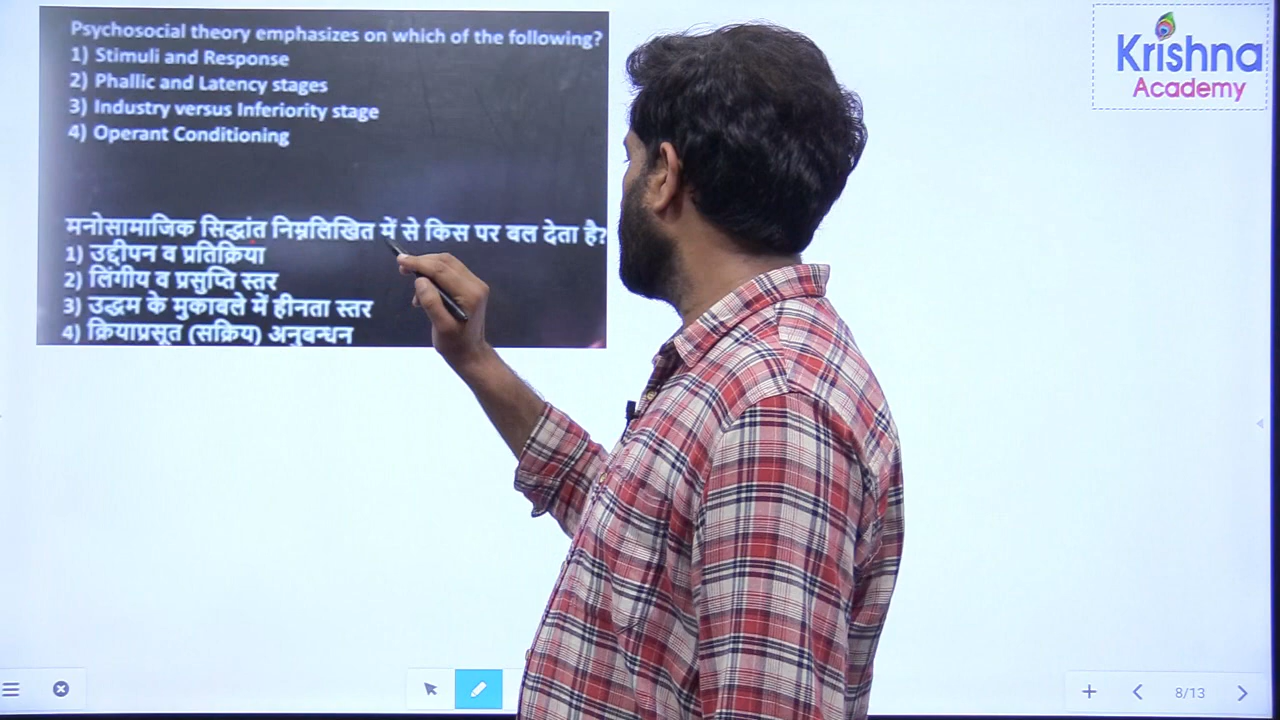 Psychosocial theory emphasizes on which of the following?
1) Stimuli and Response
2) Phallic and Latency stages
3) Industry versus Inferiority stage
4) Operant Conditioning
मनोसामाजिक सिद्धांत निम्नलिखित में से किस पर बल देता है?
1) उद्दीपन व प्रतिक्रिया
2) लिंगीय व प्रसुप्ति स्तर
3) उद्धम के मुकाबले में हीनता स्तर
4) क्रियाप्रसूत (सक्रिय) अनुबन्धन
Krishna
Academy
8/13